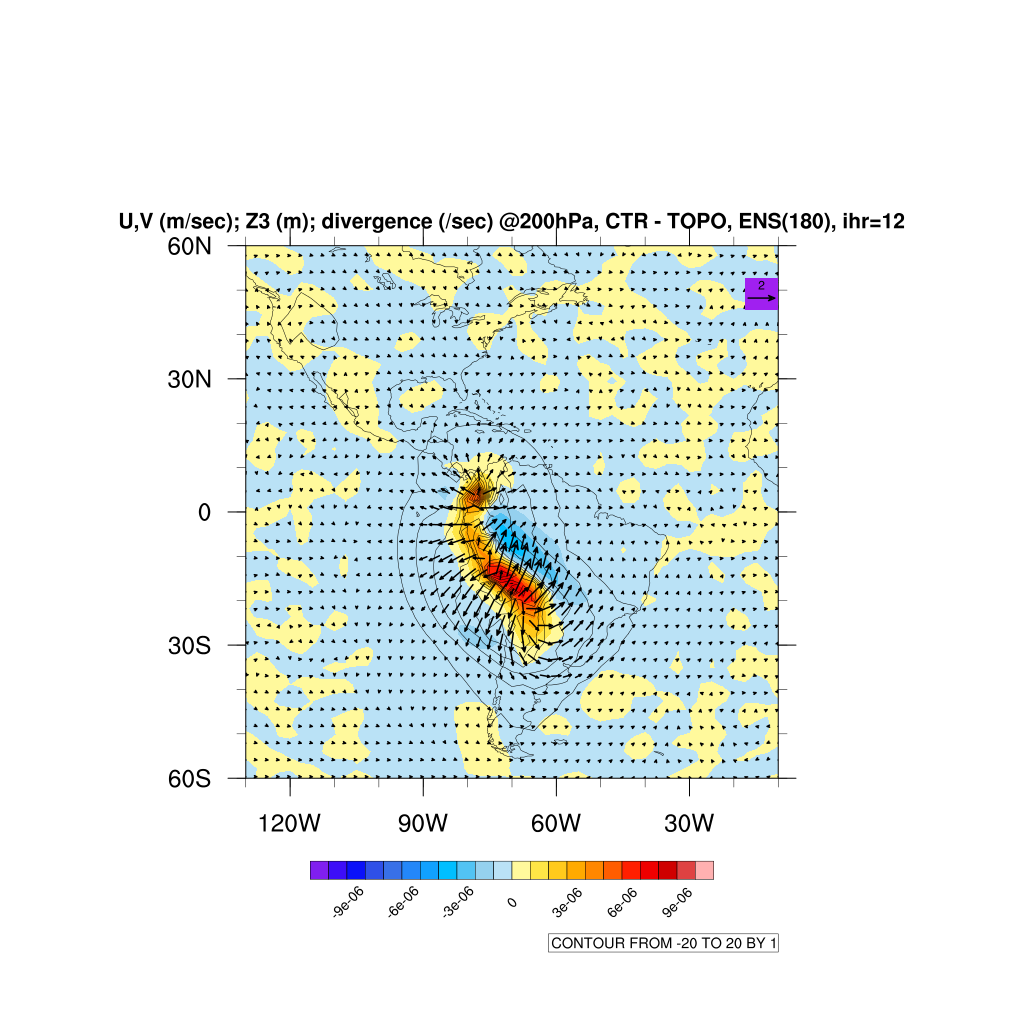 U,V (m/sec); Z3 (m); divergence (/sec) @200hPa, CTR - TOPO, ENS(180), ihr=12
60N
2
30N
0
30S
60S
120W 90W 60W 30W
-9e-06 -6e-06 -3e-06 0 3e-06 6e-06 9e-06
CONTOUR FROM -20 TO 20 BY 1